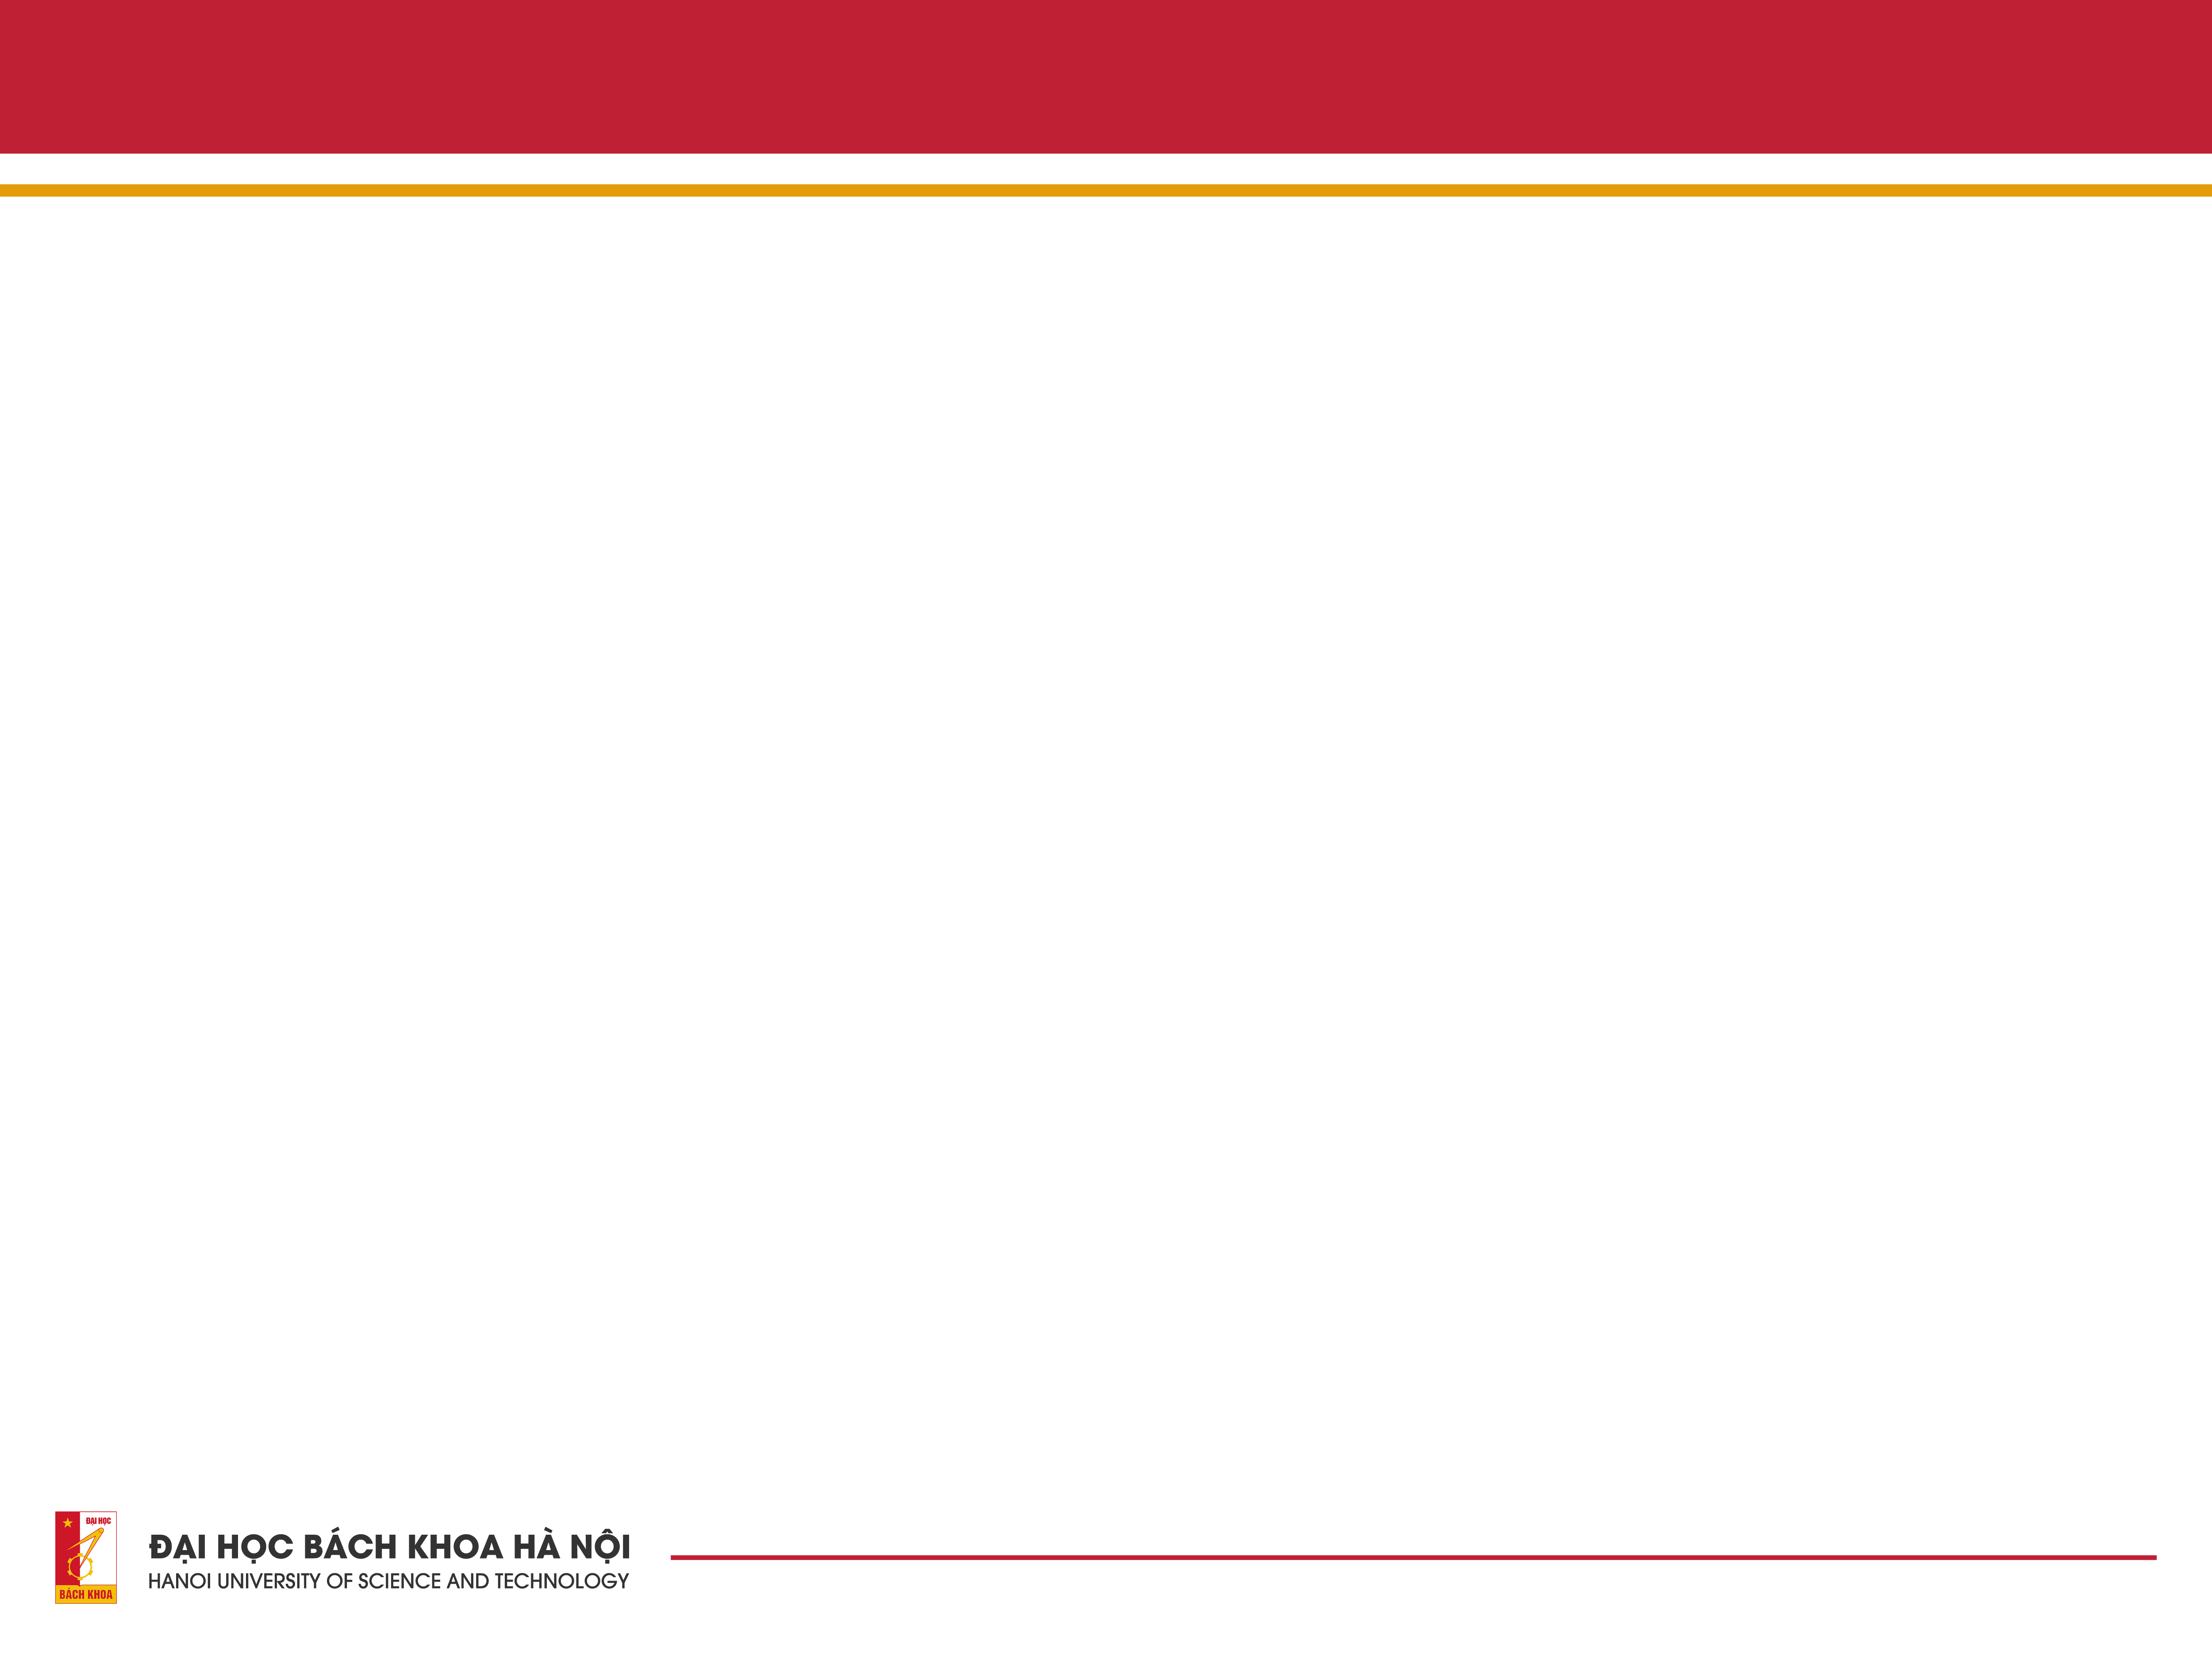 ĐẠI HỌC
BÁCH KHOA
ĐẠI HỌC BÁCH KHOA HÀ NỘI
HANOI UNIVERSITY OF SCIENCE AND TECHNOLOGY